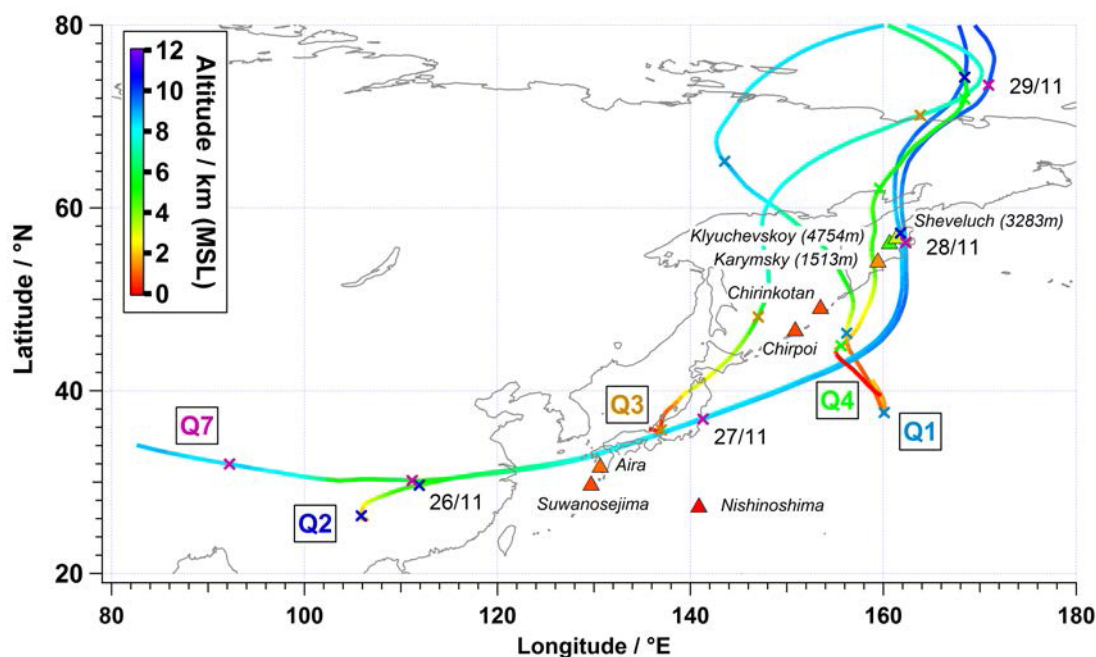 80
60
40
20
Latitude / °N
12
10
8
6
4
2
0
Altitude / km (MSL)
29/11
Sheveluch (3283m)
Klyuchevskoy (4754m)
28/11
Karymsky (1513m)
Chirinkotan
Chirpoi
Q3
Q4
Q7
Q1
27/11
Aira
26/11
Suwanosejima
Nishinoshima
Q2
80
100
120
140
160
180
Longitude / °E